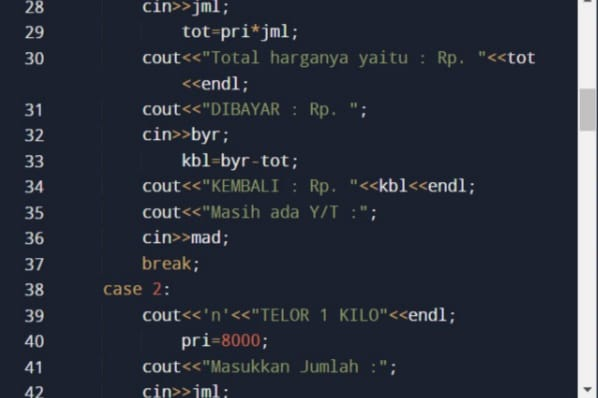 28 cin>>jml;
29 tot=pri*jml;
30 cout<<"Total harganya yaitu : Rp. "<<tot
<<endl;
31 cout<<"DIBAYAR : Rp. ";
32 cin>>byr;
33 kbl=byr-tot;
34 cout<<"KEMBALI : Rp. "<<kbl<<endl;
35 cout<<"Masih ada Y/T :";
36 cin>>mad;
37 break;
38 case 2:
39 cout<<'n'<<"TELOR 1 KILO"<<endl;
40 pri=8000;
41 cout<<"Masukkan Jumlah :";
42 cin>>jml;